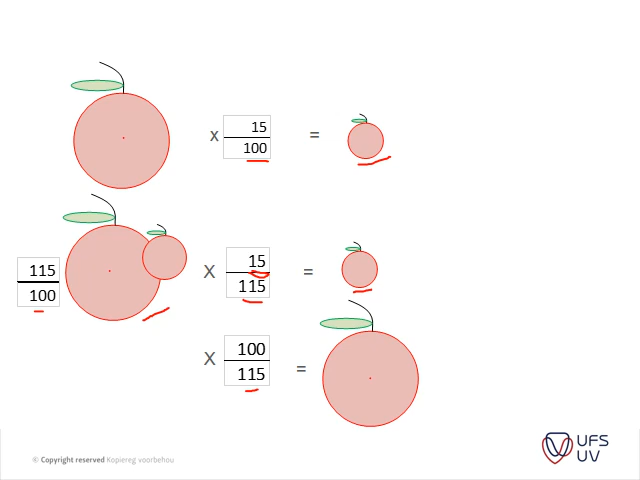 x 15/100 =
115/100 X 15/115 =
X 100/115 =
UFS
UV
© Copyright reserved Kopiereg voorbehou